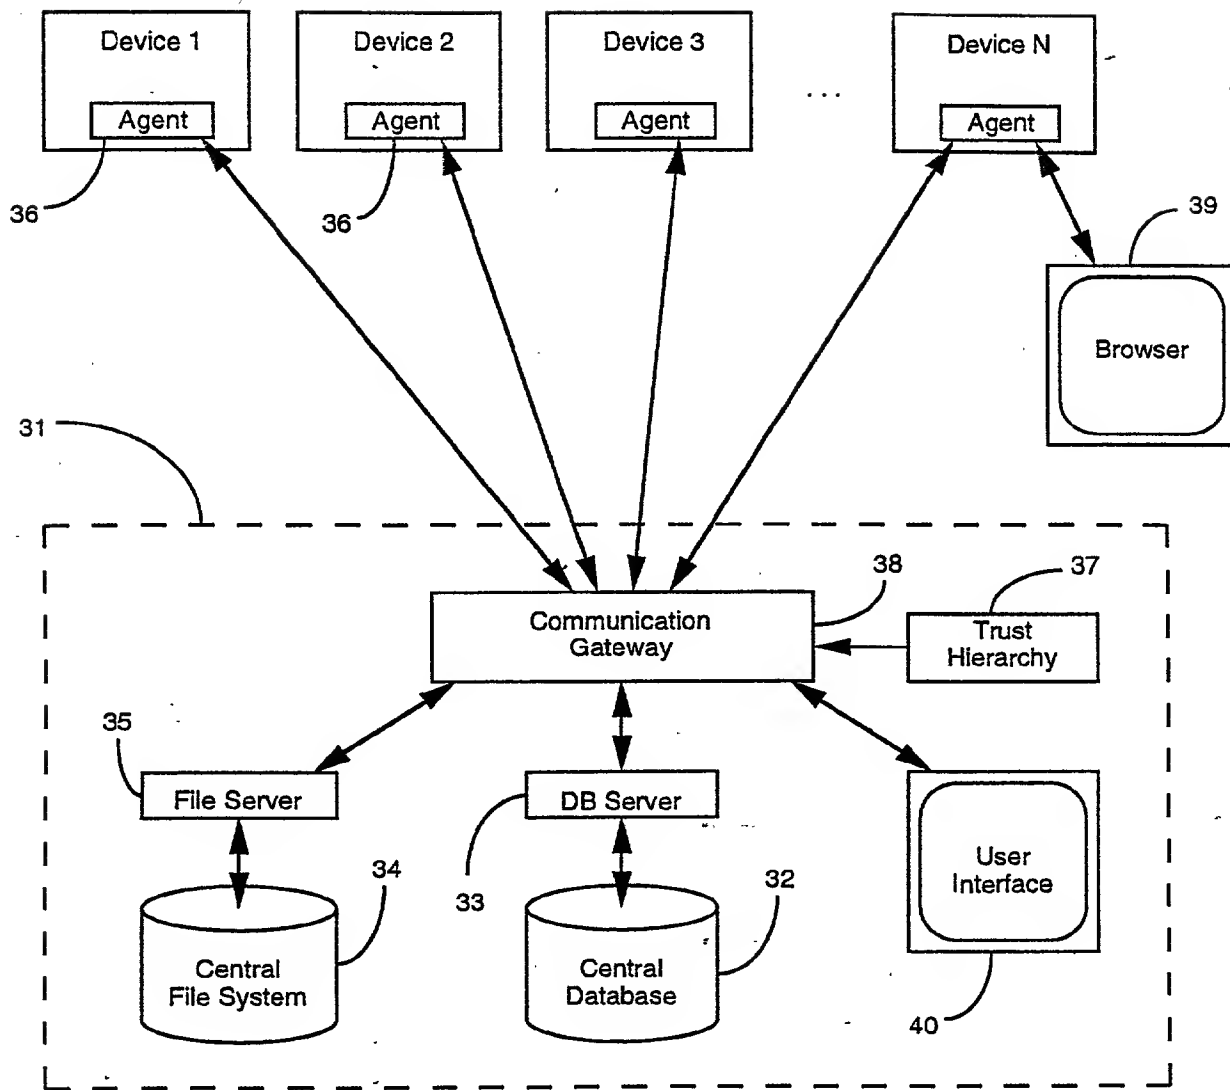 Device 1
Device 2
Device 3
Device N
...
Agent
Agent
Agent
Agent
36
36
39
Browser
31
38
37
Communication
Gateway
Trust
Hierarchy
35
File Server
DB Server
33
34
32
User
Interface
Central
File System
Central
Database
40